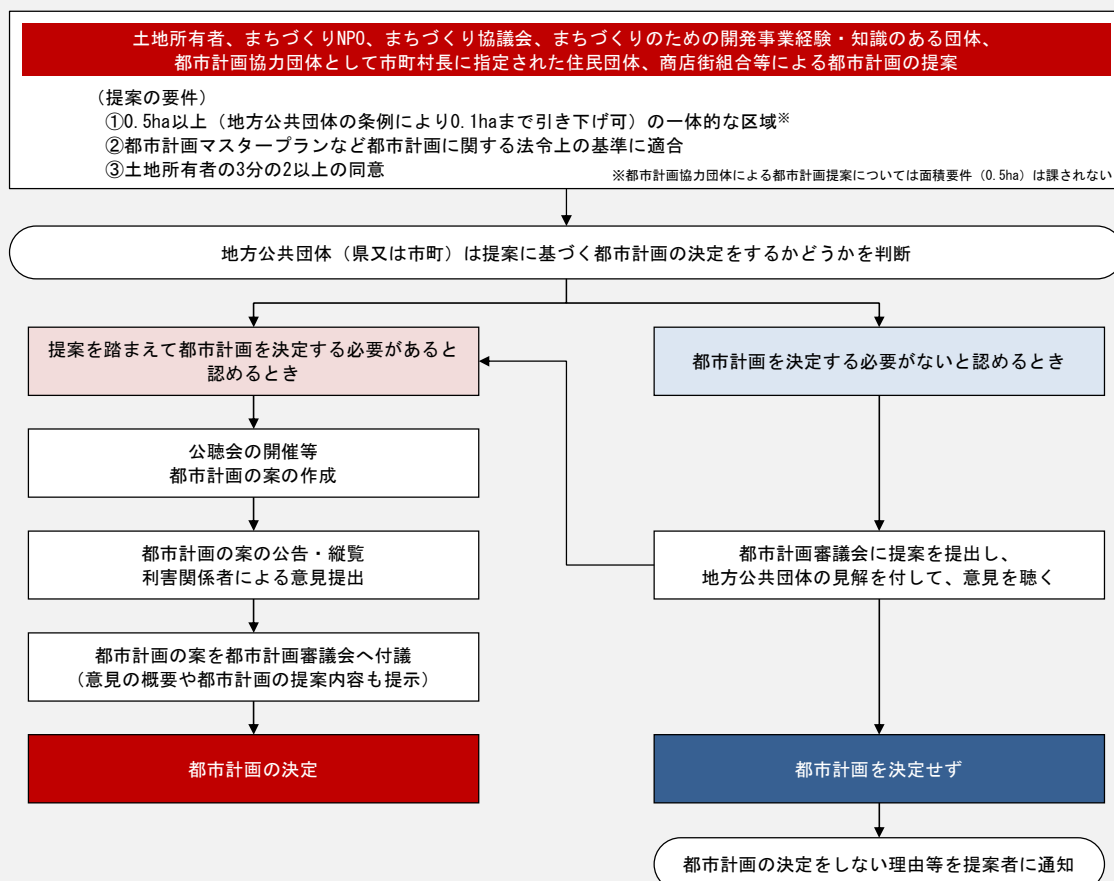 土地所有者、まちづくりNPO、まちづくり協議会、まちづくりのための開発事業経験・知識のある団体、
都市計画協力団体として市町村長に指定された住民団体、商店街組合等による都市計画の提案
（提案の要件）
①0.5ha以上（地方公共団体の条例により0.1haまで引き下げ可）の一体的な区域※
②都市計画マスタープランなど都市計画に関する法令上の基準に適合
③土地所有者の3分の2以上の同意
※都市計画協力団体による都市計画提案については面積要件（0.5ha）は課されない
地方公共団体（県又は市町）は提案に基づく都市計画の決定をするかどうかを判断
提案を踏まえて都市計画を決定する必要があると
認めるとき
都市計画を決定する必要がないと認めるとき
公聴会の開催等
都市計画の案の作成
都市計画の案の公告・縦覧
利害関係者による意見提出
都市計画審議会に提案を提出し、
地方公共団体の見解を付して、意見を聴く
都市計画の案を都市計画審議会へ付議
（意見の概要や都市計画の提案内容も提示）
都市計画の決定
都市計画を決定せず
都市計画の決定をしない理由等を提案者に通知